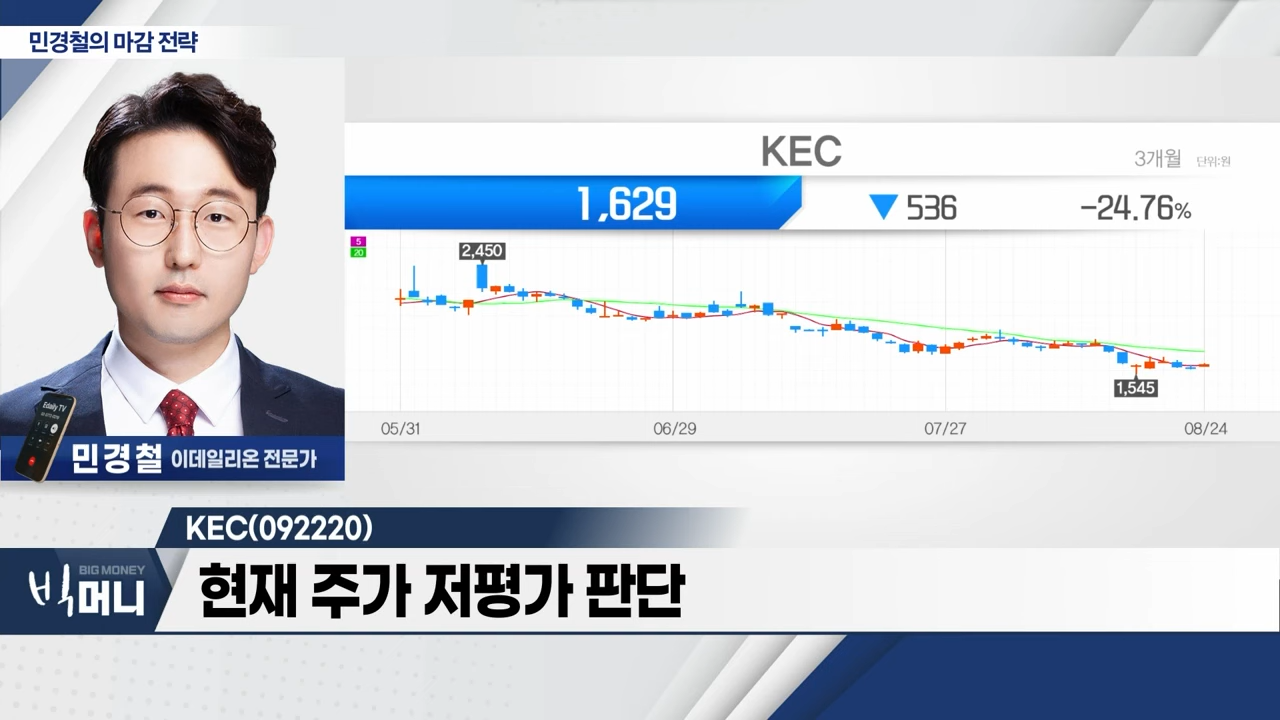 민경철의 마감 전략
KEC
3개월 단위:원
1,629 ▼ 536 -24.76%
5
20
2,450
1,545
05/31 06/29 07/27 08/24
Edaily TV
민경철 이데일리온 전문가
KEC(092220)
BIG MONEY
빅머니
현재 주가 저평가 판단